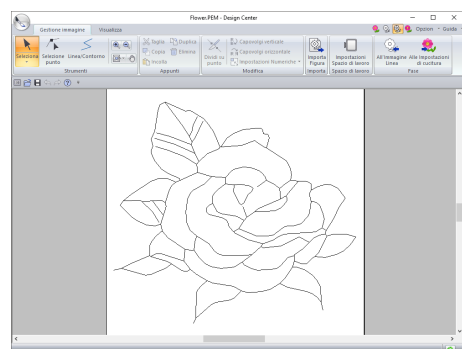 Flower.PEM - Design Center
Gestione immagine Visualizza
Opzioni Guide
Seleziona
Selezione punto
Linea/Contorno
Strumenti
Taglia Duplica
Copia Elimina
Incolla
Appunti
Dividi su punto
Capovolgi verticale
Capovolgi orizzontale
Impostazioni Numeriche
Modifica
Importa Figura
Importa
Impostazioni Spazio di lavoro
Spazio di lavoro
All'Immagine Linea
Alle Impostazioni di cucitura
Fase